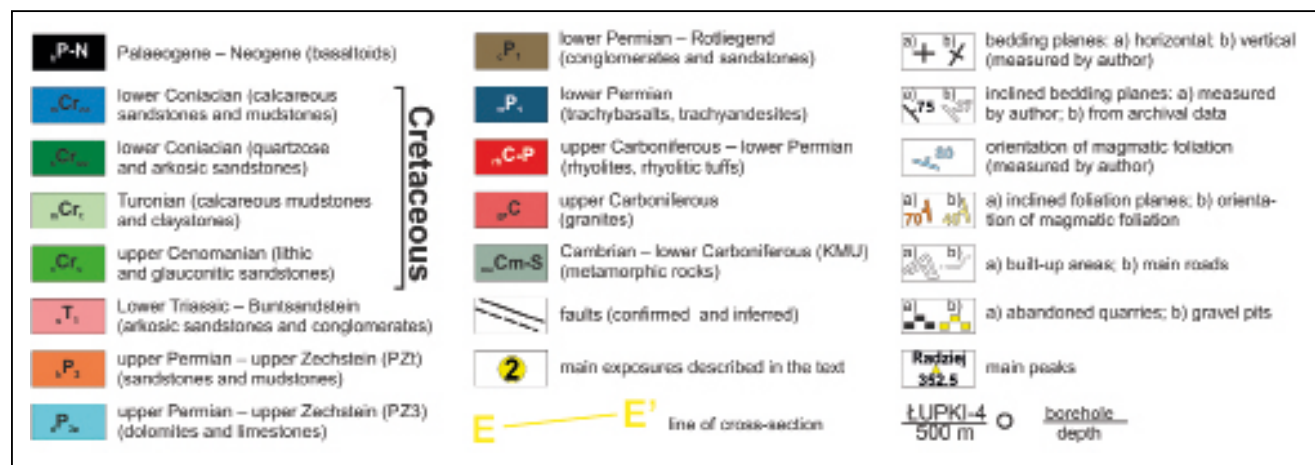 P-N
Palaeogene – Neogene (basaltoids)
Cr
lower Coniacian (calcareous
sandstones and mudstones)
Cr
lower Coniacian (quartzose
and arkosic sandstones)
Cr
Turonian (calcareous mudstones
and claystones)
Cr
upper Cenomanian (lithic
and glauconitic sandstones)
Cretaceous
T
Lower Triassic – Buntsandstein
(arkosic sandstones and conglomerates)
P
upper Permian – upper Zechstein (PZt)
(sandstones and mudstones)
P
upper Permian – upper Zechstein (PZ3)
(dolomites and limestones)
P
lower Permian – Rotliegend
(conglomerates and sandstones)
P
lower Permian
(trachybasalts, trachyandesites)
C-P
upper Carboniferous – lower Permian
(rhyolites, rhyolitic tuffs)
C
upper Carboniferous
(granites)
Cm-S
Cambrian – lower Carboniferous (KMU)
(metamorphic rocks)
faults (confirmed and inferred)
2
main exposures described in the text
E E'
line of cross-section
a) b)
bedding planes: a) horizontal; b) vertical
(measured by author)
a) b)
75
inclined bedding planes: a) measured
by author; b) from archival data
80
orientation of magmatic foliation
(measured by author)
a) b)
70 40
a) inclined foliation planes; b) orienta-
tion of magmatic foliation
a) b)
a) built-up areas; b) main roads
a) b)
a) abandoned quarries; b) gravel pits
Radziej
352.5
main peaks
ŁUPKI-4
500 m
borehole
depth